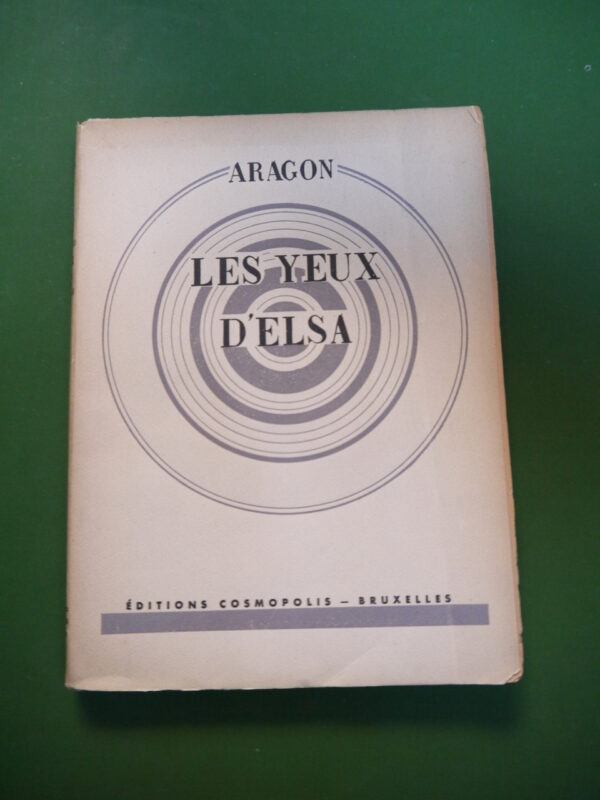 ARAGON
LES YEUX
D'ELSA
ÉDITIONS COSMOPOLIS – BRUXELLES